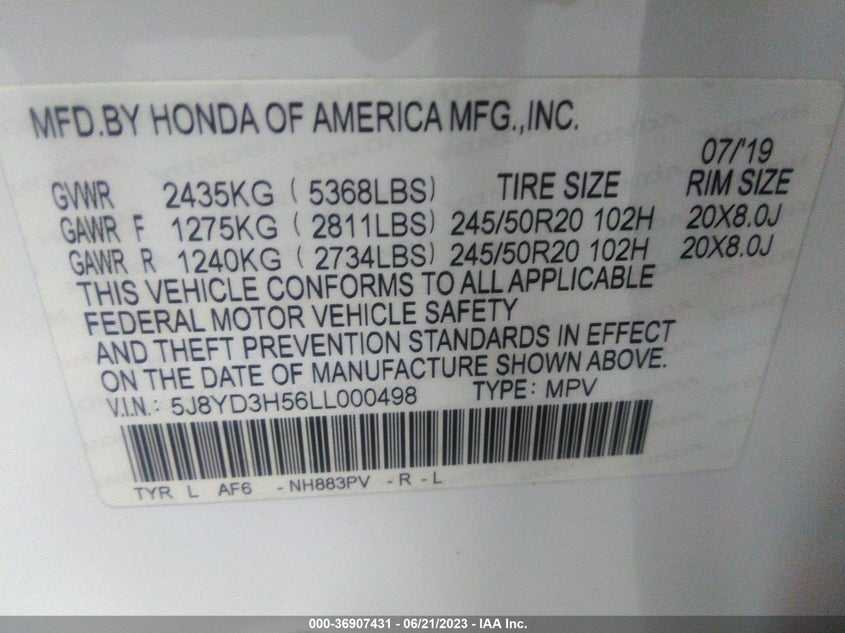 MFD.BY HONDA OF AMERICA MFG.,INC.
07/'19
GVWR 2435KG ( 5368LBS) TIRE SIZE RIM SIZE
GAWR F 1275KG ( 2811LBS) 245/50R20 102H 20X8.0J
GAWR R 1240KG ( 2734LBS) 245/50R20 102H 20X8.0J
THIS VEHICLE CONFORMS TO ALL APPLICABLE
FEDERAL MOTOR VEHICLE SAFETY
AND THEFT PREVENTION STANDARDS IN EFFECT
ON THE DATE OF MANUFACTURE SHOWN ABOVE.
V.I.N.: 5J8YD3H56LL000498 TYPE: MPV
TYR L AF6 -NH883PV -R-L
000-36907431 - 06/21/2023 - IAA Inc.